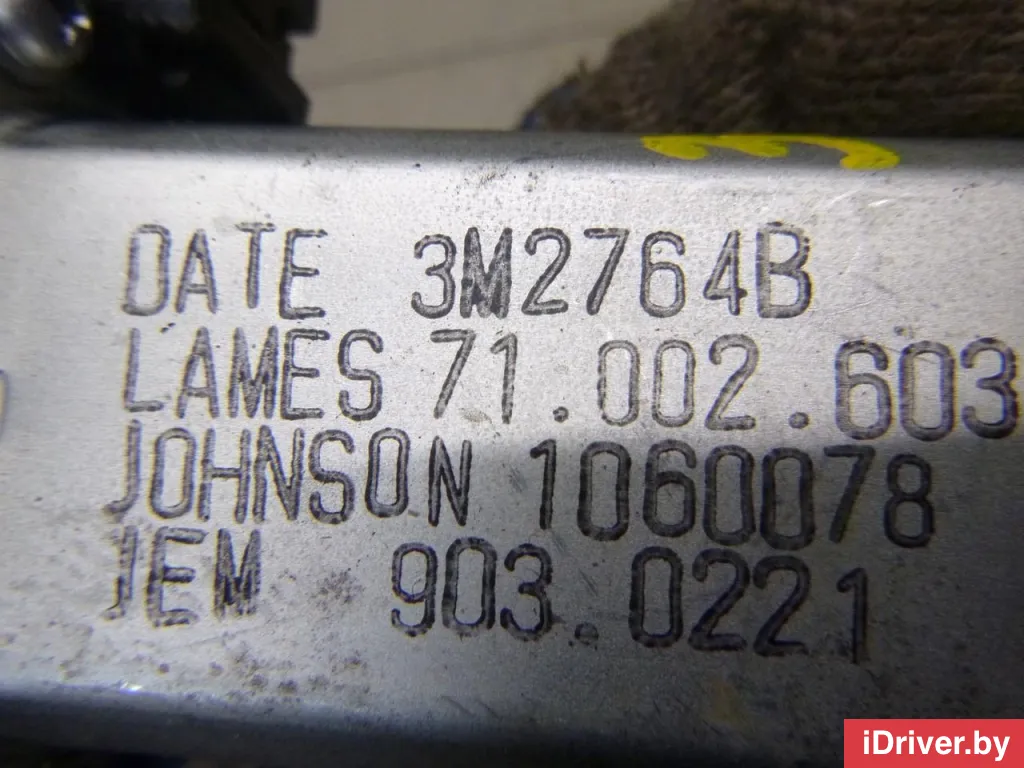 DATE 3M2764B
LAMES 71.002.603
JOHNSON 1060078
JEM 903.0221
iDriver.by